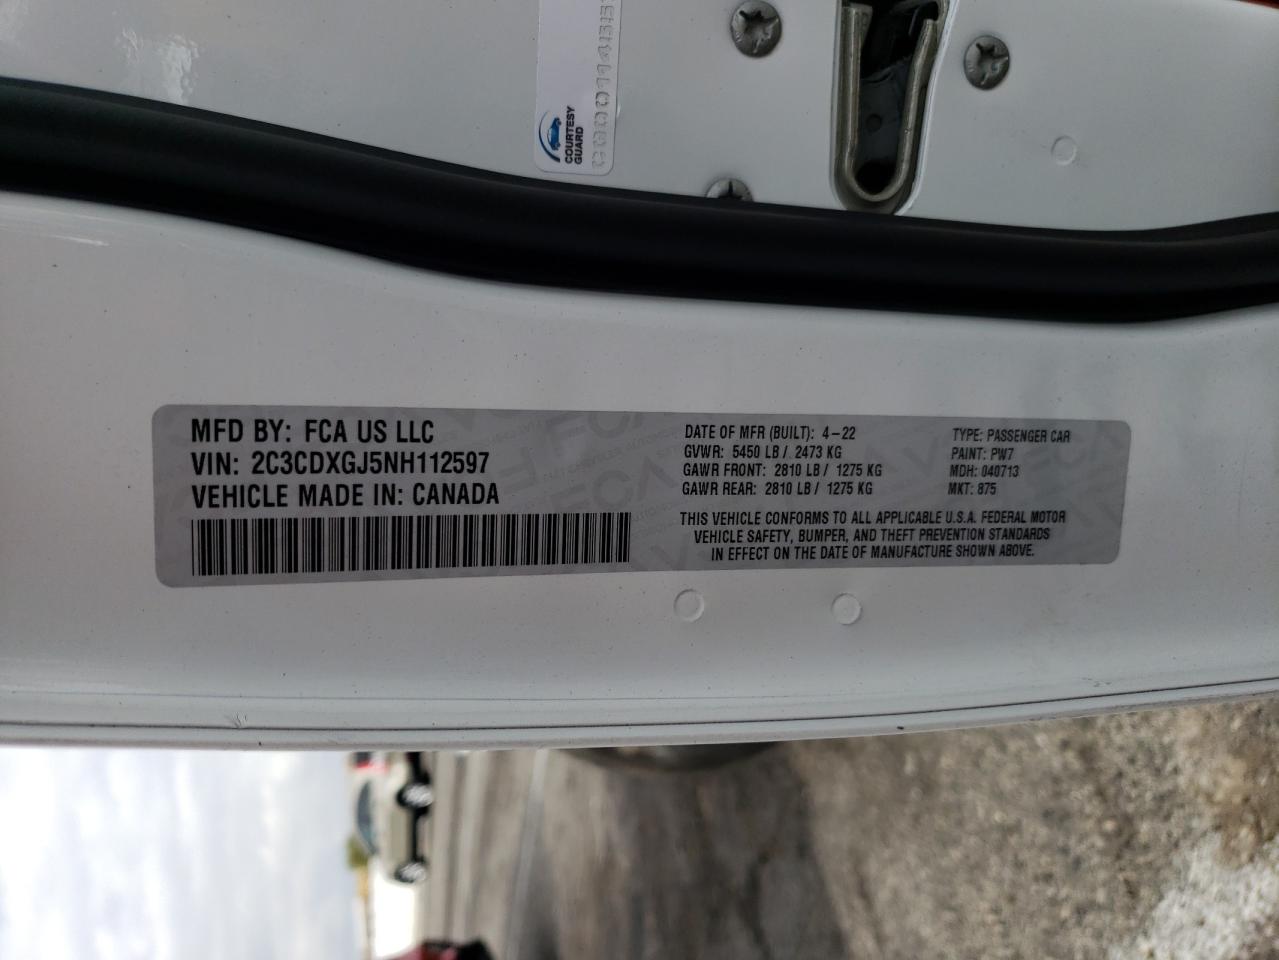 COURTESY
GUARD
MFD BY: FCA US LLC
VIN: 2C3CDXGJ5NH112597
VEHICLE MADE IN: CANADA
DATE OF MFR (BUILT): 4-22
GVWR: 5450 LB / 2473 KG
GAWR FRONT: 2810 LB / 1275 KG
GAWR REAR: 2810 LB / 1275 KG
TYPE: PASSENGER CAR
PAINT: PW7
MDH: 040713
MKT: 875
THIS VEHICLE CONFORMS TO ALL APPLICABLE U.S.A. FEDERAL MOTOR
VEHICLE SAFETY, BUMPER, AND THEFT PREVENTION STANDARDS
IN EFFECT ON THE DATE OF MANUFACTURE SHOWN ABOVE.